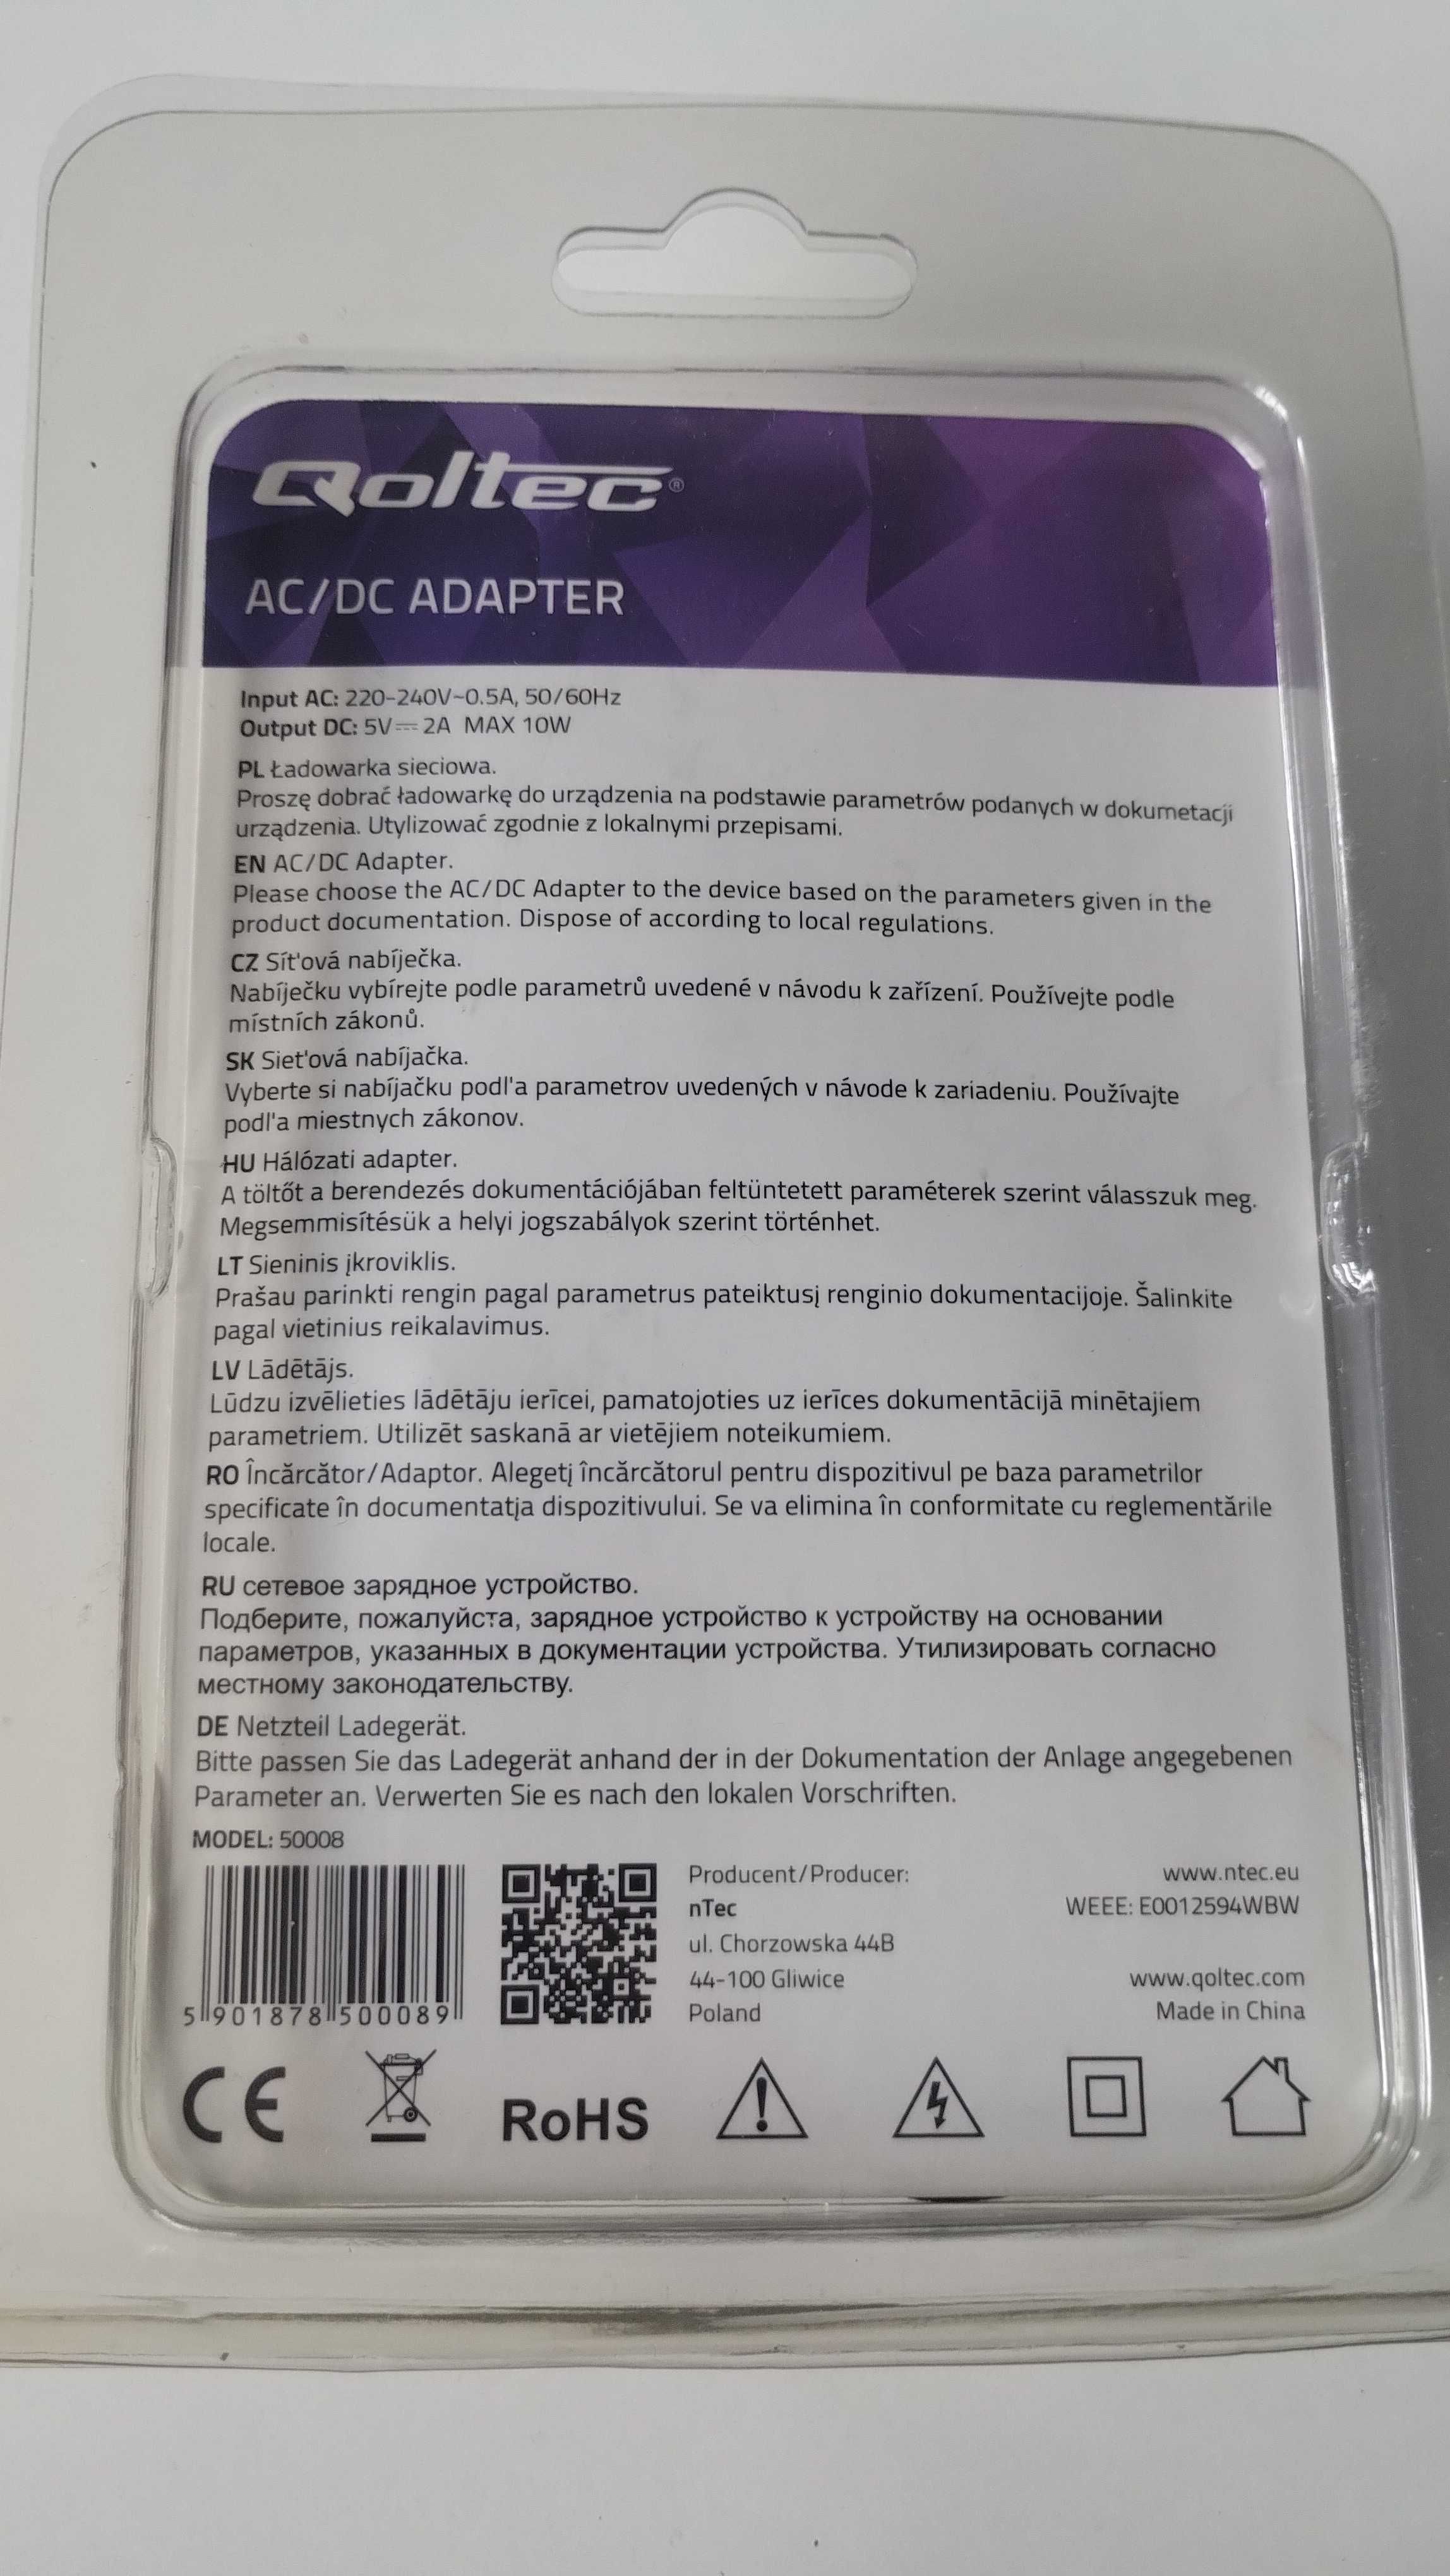 Qoltec®
AC/DC ADAPTER
Input AC: 220-240V~0.5A, 50/60Hz
Output DC: 5V⎓2A MAX 10W
PL Ładowarka sieciowa.
Proszę dobrać ładowarkę do urządzenia na podstawie parametrów podanych w dokumetacji
urządzenia. Utylizować zgodnie z lokalnymi przepisami.
EN AC/DC Adapter.
Please choose the AC/DC Adapter to the device based on the parameters given in the
product documentation. Dispose of according to local regulations.
CZ Sít'ová nabíječka.
Nabíječku vybírejte podle parametrů uvedené v návodu k zařízení. Používejte podle
místních zákonů.
SK Siet'ová nabíjačka.
Vyberte si nabíjačku podl'a parametrov uvedených v návode k zariadeniu. Používajte
podl'a miestnych zákonov.
HU Hálózati adapter.
A töltőt a berendezés dokumentációjában feltüntetett paraméterek szerint válasszuk meg.
Megsemmisítésük a helyi jogszabályok szerint történhet.
LT Sieninis įkroviklis.
Prašau parinkti rengin pagal parametrus pateiktusį renginio dokumentacijoje. Šalinkite
pagal vietinius reikalavimus.
LV Lādētājs.
Lūdzu izvēlieties lādētāju ierīcei, pamatojoties uz ierīces dokumentācijā minētajiem
parametriem. Utilizēt saskanā ar vietējiem noteikumiem.
RO Încărcător/Adaptor. Alegetį încărcătorul pentru dispozitivul pe baza parametrilor
specificate în documentatįa dispozitivului. Se va elimina în conformitate cu reglementările
locale.
RU сетевое зарядное устройство.
Подберите, пожалуйста, зарядное устройство к устройству на основании
параметров, указанных в документации устройства. Утилизировать согласно
местному законодательству.
DE Netzteil Ladegerät.
Bitte passen Sie das Ladegerät anhand der in der Dokumentation der Anlage angegebenen
Parameter an. Verwerten Sie es nach den lokalen Vorschriften.
MODEL: 50008
5 901878 500089
Producent/Producer:
nTec
ul. Chorzowska 44B
44-100 Gliwice
Poland
www.ntec.eu
WEEE: E0012594WBW
www.qoltec.com
Made in China
CE
RoHS